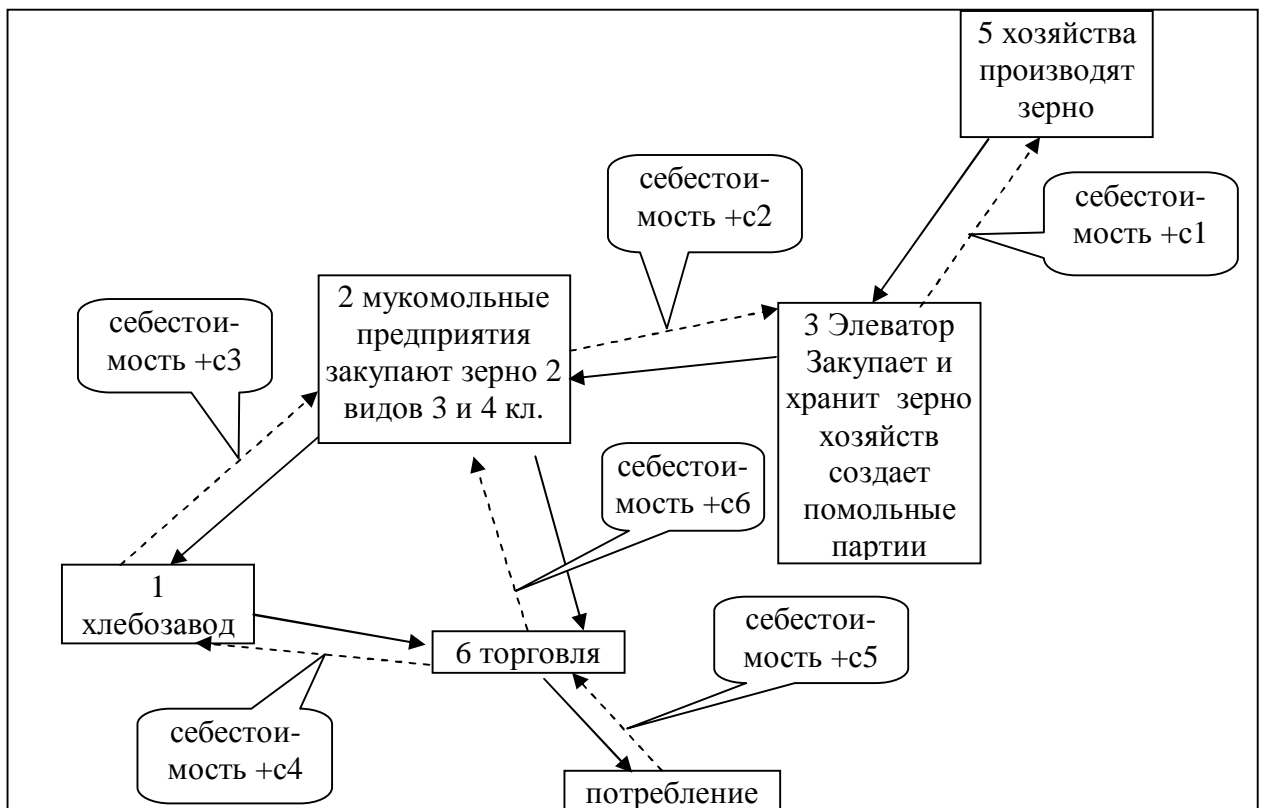 5 хозяйства
производят
зерно
себестои-
мость +с2
себестои-
мость +с1
2 мукомольные
предприятия
закупают зерно 2
видов 3 и 4 кл.
3 Элеватор
Закупает и
хранит зерно
хозяйств
создает
помольные
партии
себестои-
мость +с3
себестои-
мость +с6
1
хлебозавод
6 торговля
себестои-
мость +с5
себестои-
мость +с4
потребление